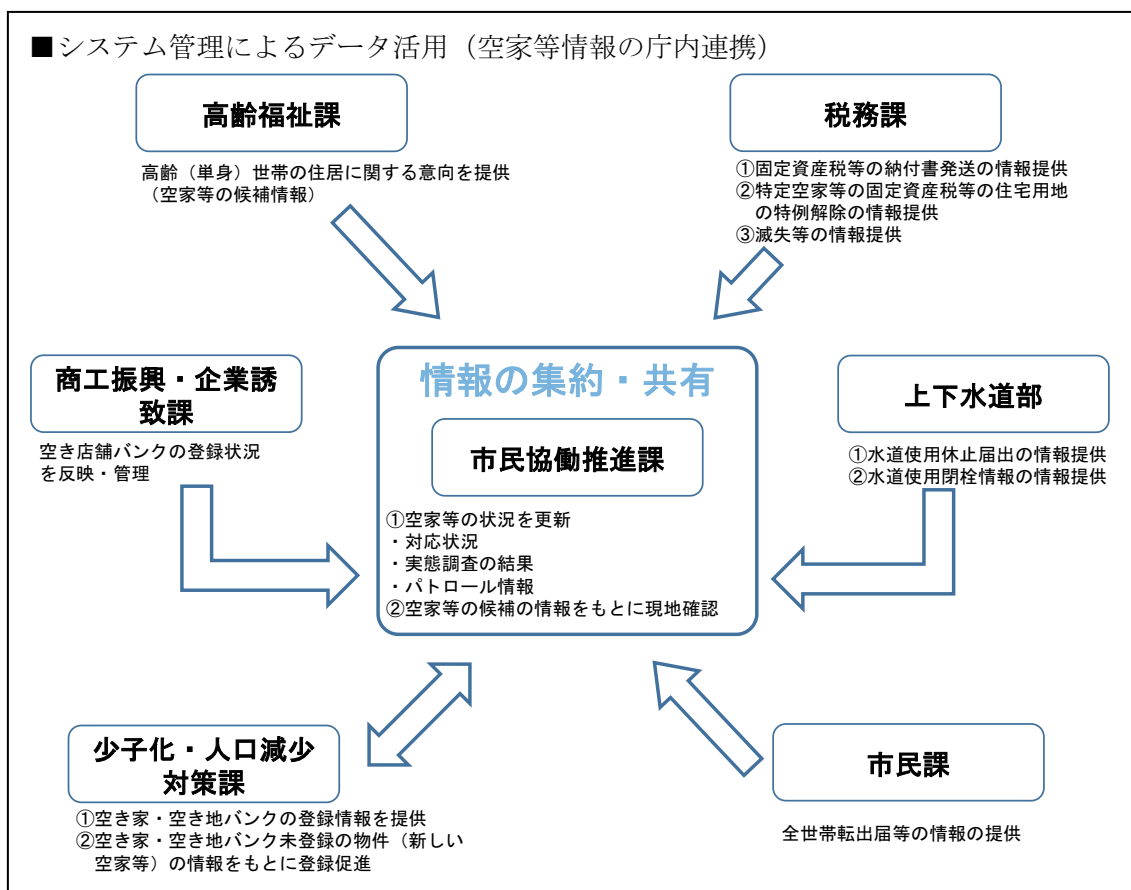 ■システム管理によるデータ活用（空家等情報の庁内連携）
高齢福祉課
高齢（単身）世帯の住居に関する意向を提供
（空家等の候補情報）
税務課
①固定資産税等の納付書発送の情報提供
②特定空家等の固定資産税等の住宅用地
の特例解除の情報提供
③滅失等の情報提供
商工振興・企業誘
致課
空き店舗バンクの登録状況
を反映・管理
情報の集約・共有
市民協働推進課
①空家等の状況を更新
・対応状況
・実態調査の結果
・パトロール情報
②空家等の候補の情報をもとに現地確認
上下水道部
①水道使用休止届出の情報提供
②水道使用閉栓情報の情報提供
少子化・人口減少
対策課
①空き家・空き地バンクの登録情報を提供
②空き家・空き地バンク未登録の物件（新しい
空家等）の情報をもとに登録促進
市民課
全世帯転出届等の情報の提供